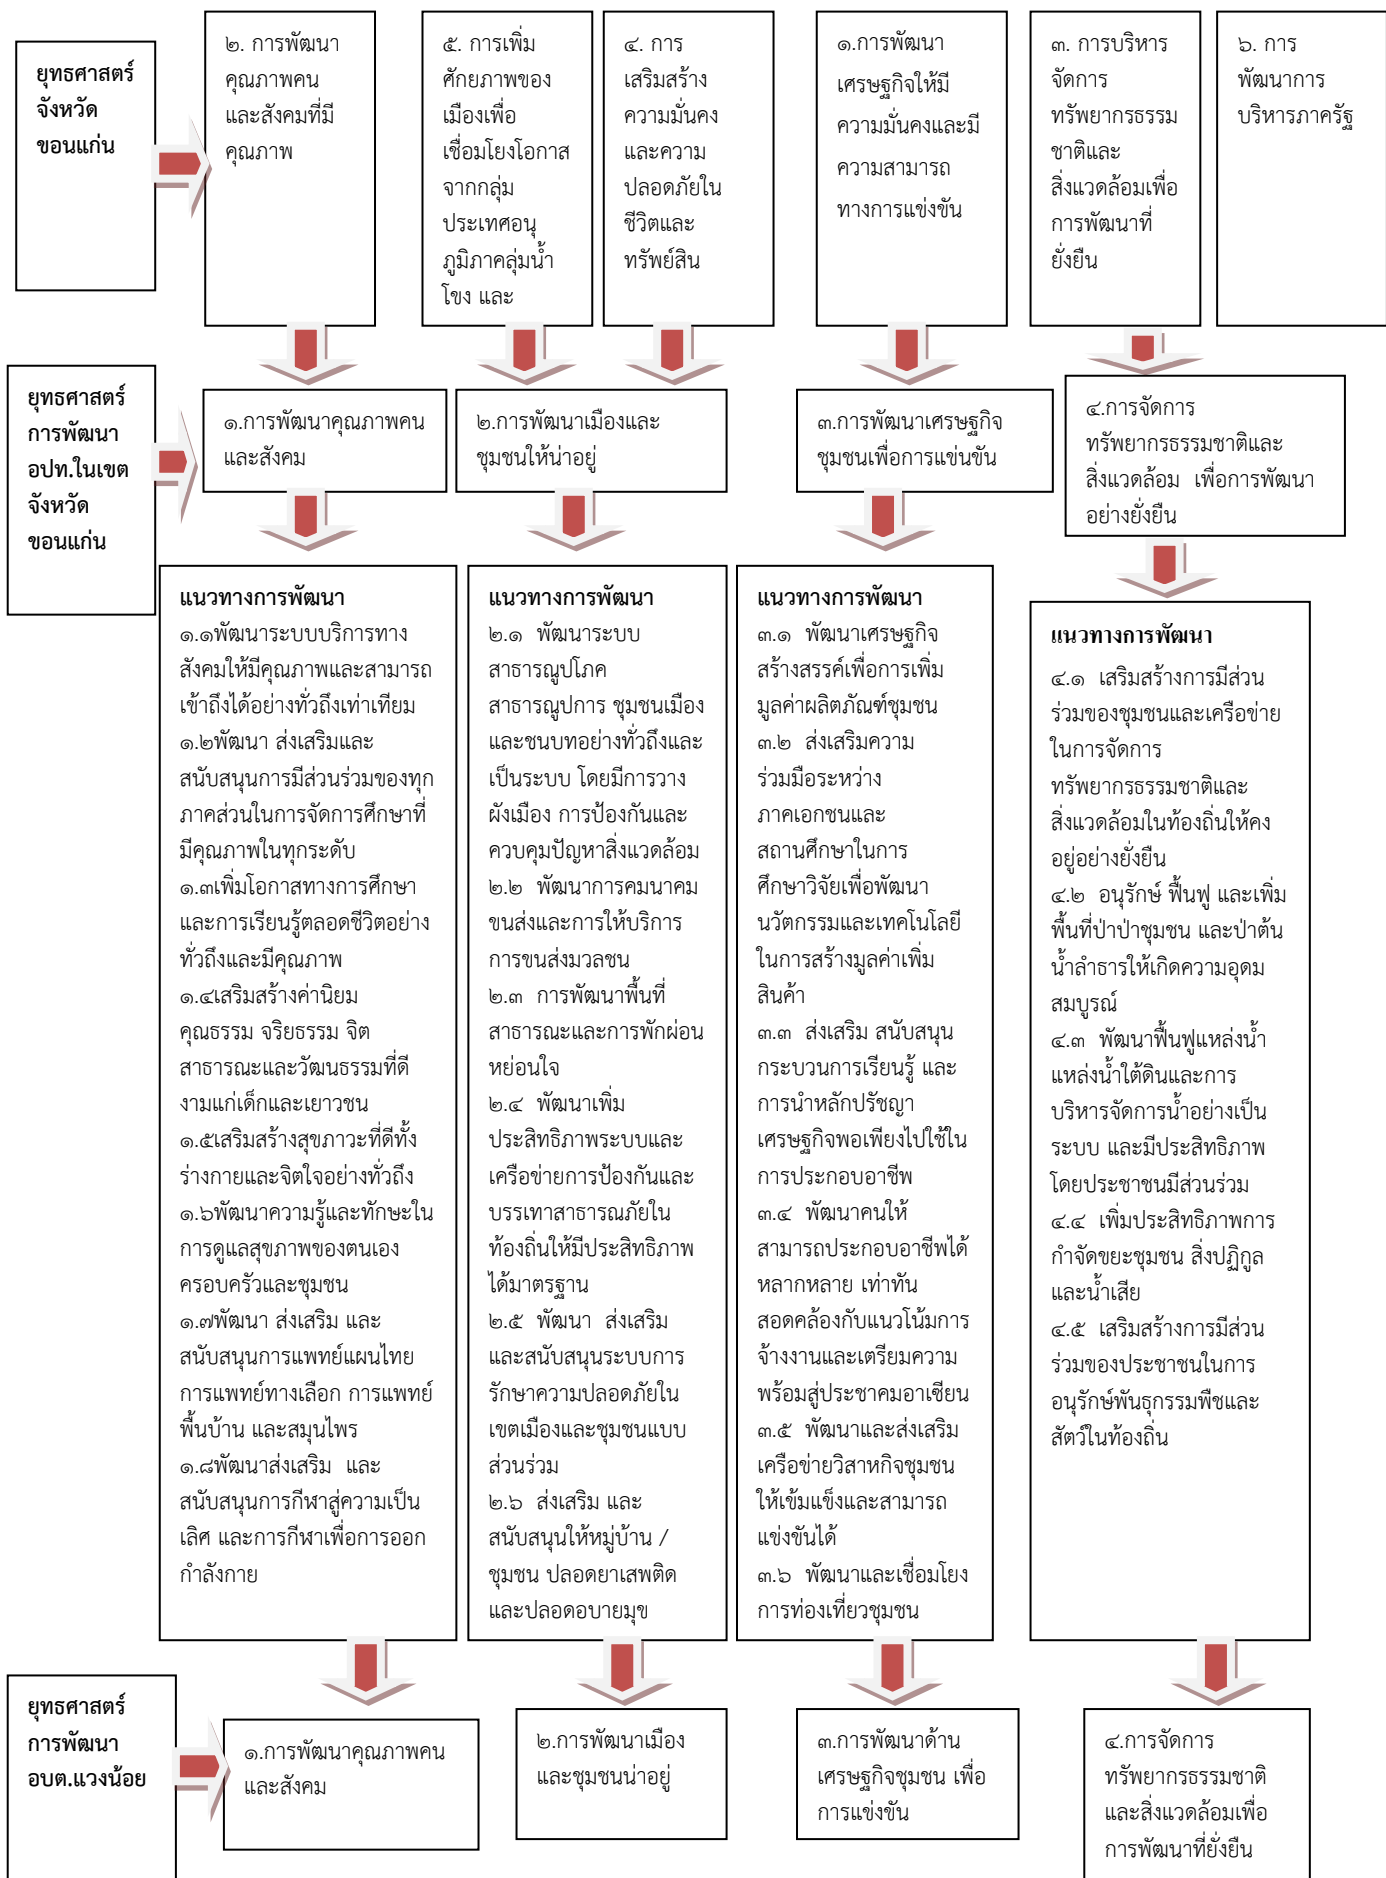 ยุทธศาสตร์
จังหวัด
ขอนแก่น
๒. การพัฒนา
คุณภาพคน
และสังคมที่มี
คุณภาพ
๕. การเพิ่ม
ศักยภาพของ
เมืองเพื่อ
เชื่อมโยงโอกาส
จากกลุ่ม
ประเทศอนุ
ภูมิภาคลุ่มน้ำ
โขง และ
๔. การ
เสริมสร้าง
ความมั่นคง
และความ
ปลอดภัยใน
ชีวิตและ
ทรัพย์สิน
๑.การพัฒนา
เศรษฐกิจให้มี
ความมั่นคงและมี
ความสามารถ
ทางการแข่งขัน
๓. การบริหาร
จัดการ
ทรัพยากรธรรม
ชาติและ
สิ่งแวดล้อมเพื่อ
การพัฒนาที่
ยั่งยืน
๖. การ
พัฒนาการ
บริหารภาครัฐ
ยุทธศาสตร์
การพัฒนา
อปท.ในเขต
จังหวัด
ขอนแก่น
๑.การพัฒนาคุณภาพคน
และสังคม
๒.การพัฒนาเมืองและ
ชุมชนให้น่าอยู่
๓.การพัฒนาเศรษฐกิจ
ชุมชนเพื่อการแข่นขัน
๔.การจัดการ
ทรัพยากรธรรมชาติและ
สิ่งแวดล้อม เพื่อการพัฒนา
อย่างยั่งยืน
แนวทางการพัฒนา
๑.๑พัฒนาระบบบริการทาง
สังคมให้มีคุณภาพและสามารถ
เข้าถึงได้อย่างทั่วถึงเท่าเทียม
๑.๒พัฒนา ส่งเสริมและ
สนับสนุนการมีส่วนร่วมของทุก
ภาคส่วนในการจัดการศึกษาที่
มีคุณภาพในทุกระดับ
๑.๓เพิ่มโอกาสทางการศึกษา
และการเรียนรู้ตลอดชีวิตอย่าง
ทั่วถึงและมีคุณภาพ
๑.๔เสริมสร้างค่านิยม
คุณธรรม จริยธรรม จิต
สาธารณะและวัฒนธรรมที่ดี
งามแก่เด็กและเยาวชน
๑.๕เสริมสร้างสุขภาวะที่ดีทั้ง
ร่างกายและจิตใจอย่างทั่วถึง
๑.๖พัฒนาความรู้และทักษะใน
การดูแลสุขภาพของตนเอง
ครอบครัวและชุมชน
๑.๗พัฒนา ส่งเสริม และ
สนับสนุนการแพทย์แผนไทย
การแพทย์ทางเลือก การแพทย์
พื้นบ้าน และสมุนไพร
๑.๘พัฒนาส่งเสริม และ
สนับสนุนการกีฬาสู่ความเป็น
เลิศ และการกีฬาเพื่อการออก
กำลังกาย
แนวทางการพัฒนา
๒.๑ พัฒนาระบบ
สาธารณูปโภค
สาธารณูปการ ชุมชนเมือง
และชนบทอย่างทั่วถึงและ
เป็นระบบ โดยมีการวาง
ผังเมือง การป้องกันและ
ควบคุมปัญหาสิ่งแวดล้อม
๒.๒ พัฒนาการคมนาคม
ขนส่งและการให้บริการ
การขนส่งมวลชน
๒.๓ การพัฒนาพื้นที่
สาธารณะและการพักผ่อน
หย่อนใจ
๒.๔ พัฒนาเพิ่ม
ประสิทธิภาพระบบและ
เครือข่ายการป้องกันและ
บรรเทาสาธารณภัยใน
ท้องถิ่นให้มีประสิทธิภาพ
ได้มาตรฐาน
๒.๕ พัฒนา ส่งเสริม
และสนับสนุนระบบการ
รักษาความปลอดภัยใน
เขตเมืองและชุมชนแบบ
ส่วนร่วม
๒.๖ ส่งเสริม และ
สนับสนุนให้หมู่บ้าน /
ชุมชน ปลอดยาเสพติด
และปลอดอบายมุข
แนวทางการพัฒนา
๓.๑ พัฒนาเศรษฐกิจ
สร้างสรรค์เพื่อการเพิ่ม
มูลค่าผลิตภัณฑ์ชุมชน
๓.๒ ส่งเสริมความ
ร่วมมือระหว่าง
ภาคเอกชนและ
สถานศึกษาในการ
ศึกษาวิจัยเพื่อพัฒนา
นวัตกรรมและเทคโนโลยี
ในการสร้างมูลค่าเพิ่ม
สินค้า
๓.๓ ส่งเสริม สนับสนุน
กระบวนการเรียนรู้ และ
การนำหลักปรัชญา
เศรษฐกิจพอเพียงไปใช้ใน
การประกอบอาชีพ
๓.๔ พัฒนาคนให้
สามารถประกอบอาชีพได้
หลากหลาย เท่าทัน
สอดคล้องกับแนวโน้มการ
จ้างงานและเตรียมความ
พร้อมสู่ประชาคมอาเซียน
๓.๕ พัฒนาและส่งเสริม
เครือข่ายวิสาหกิจชุมชน
ให้เข้มแข็งและสามารถ
แข่งขันได้
๓.๖ พัฒนาและเชื่อมโยง
การท่องเที่ยวชุมชน
แนวทางการพัฒนา
๔.๑ เสริมสร้างการมีส่วน
ร่วมของชุมชนและเครือข่าย
ในการจัดการ
ทรัพยากรธรรมชาติและ
สิ่งแวดล้อมในท้องถิ่นให้คง
อยู่อย่างยั่งยืน
๔.๒ อนุรักษ์ ฟื้นฟู และเพิ่ม
พื้นที่ป่าป่าชุมชน และป่าต้น
น้ำลำธารให้เกิดความอุดม
สมบูรณ์
๔.๓ พัฒนาฟื้นฟูแหล่งน้ำ
แหล่งน้ำใต้ดินและการ
บริหารจัดการน้ำอย่างเป็น
ระบบ และมีประสิทธิภาพ
โดยประชาชนมีส่วนร่วม
๔.๔ เพิ่มประสิทธิภาพการ
กำจัดขยะชุมชน สิ่งปฏิกูล
และน้ำเสีย
๔.๕ เสริมสร้างการมีส่วน
ร่วมของประชาชนในการ
อนุรักษ์พันธุกรรมพืชและ
สัตว์ในท้องถิ่น
ยุทธศาสตร์
การพัฒนา
อบต.แวงน้อย
๑.การพัฒนาคุณภาพคน
และสังคม
๒.การพัฒนาเมือง
และชุมชนน่าอยู่
๓.การพัฒนาด้าน
เศรษฐกิจชุมชน เพื่อ
การแข่งขัน
๔.การจัดการ
ทรัพยากรธรรมชาติ
และสิ่งแวดล้อมเพื่อ
การพัฒนาที่ยั่งยืน